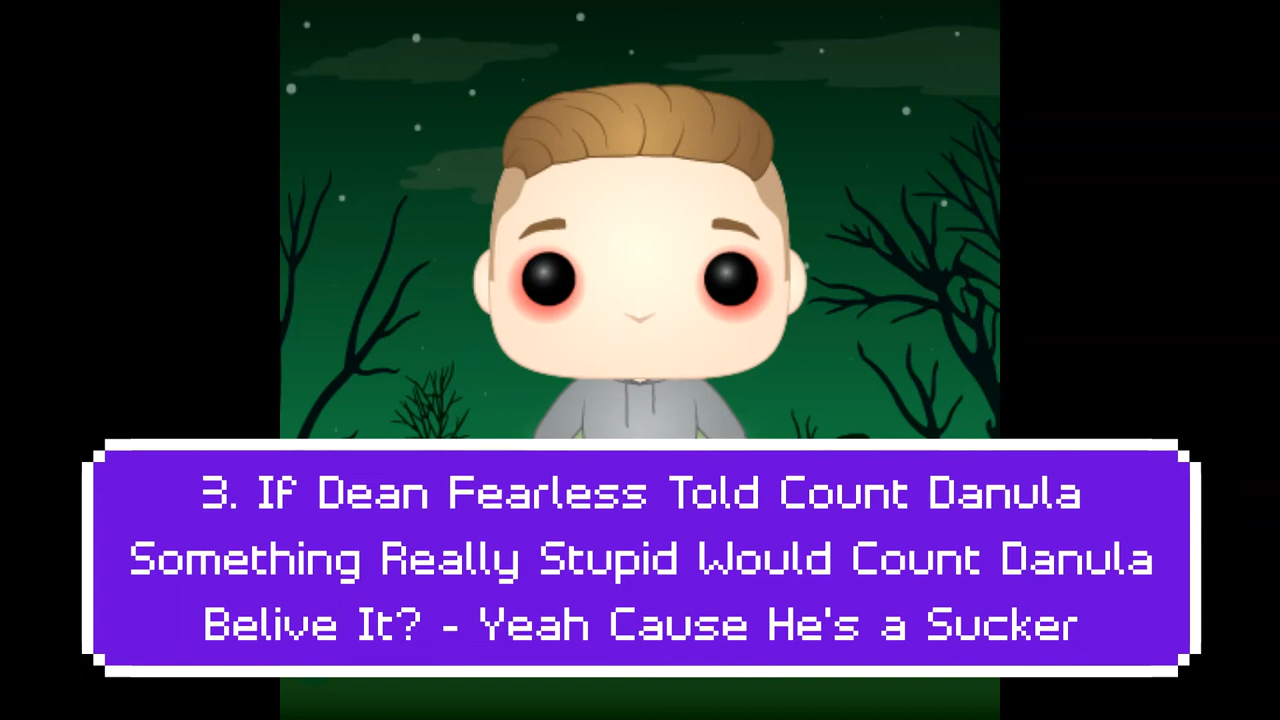 3. If Dean Fearless Told Count Danula
Something Really Stupid Would Count Danula
Belive It? - Yeah Cause He's a Sucker